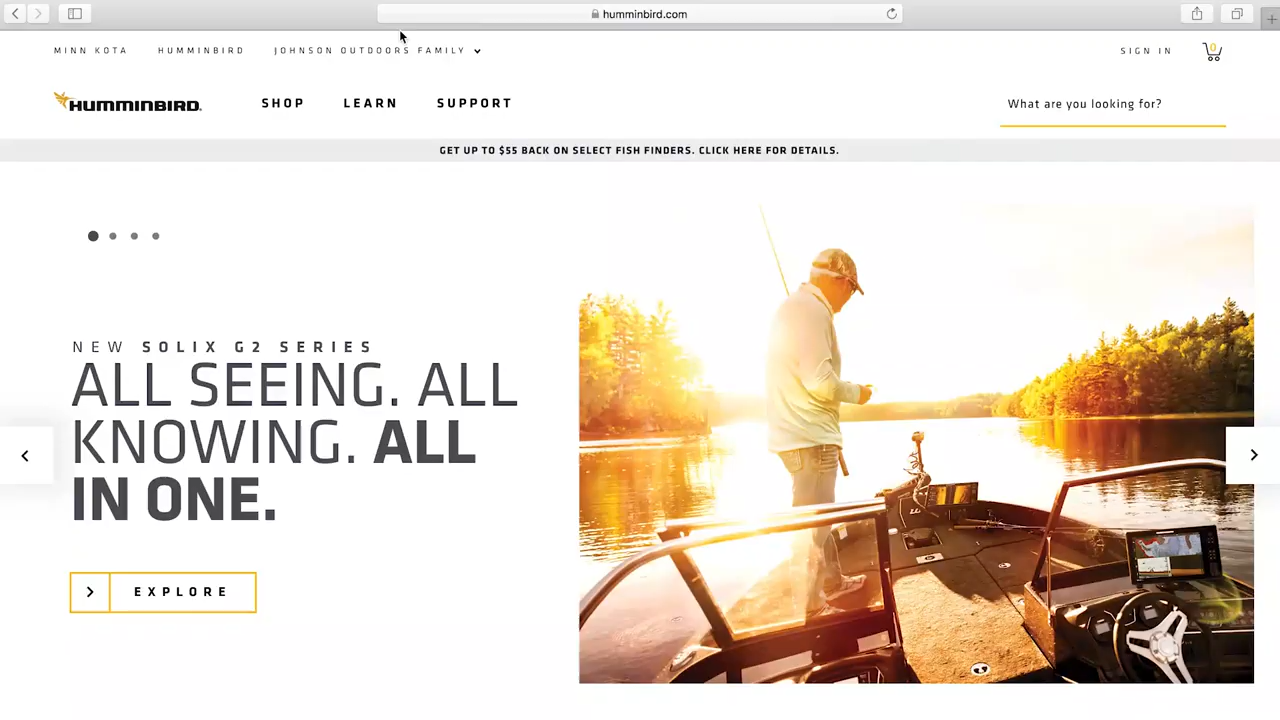 humminbird.com
MINN KOTA HUMMINBIRD JOHNSON OUTDOORS FAMILY SIGN IN 0
HUMMINBIRD SHOP LEARN SUPPORT What are you looking for?
GET UP TO $55 BACK ON SELECT FISH FINDERS. CLICK HERE FOR DETAILS.
NEW SOLIX G2 SERIES
ALL SEEING. ALL
KNOWING. ALL
IN ONE.
EXPLORE